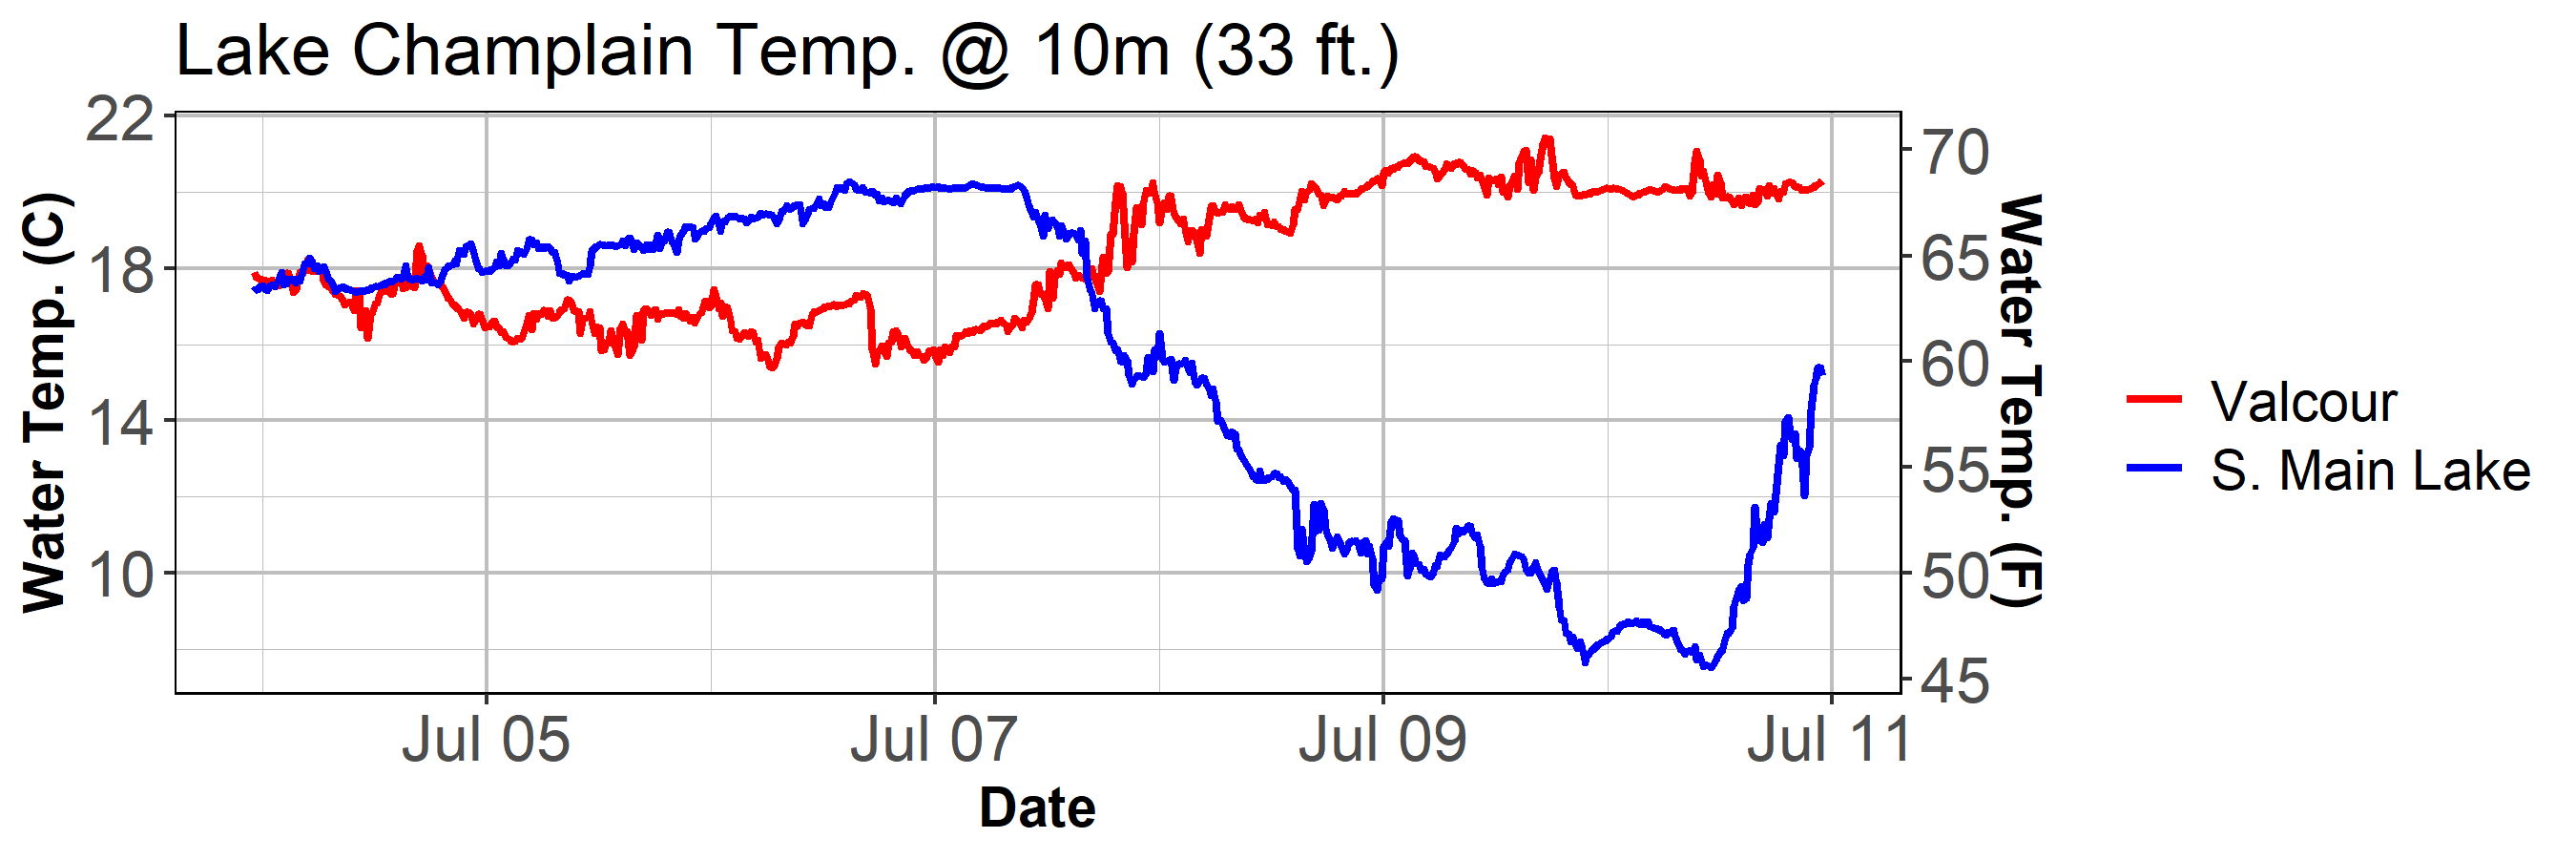 Lake Champlain Temp. @ 10m (33 ft.)
Water Temp. (C)
22
18
14
10
70
65
60
55
50
45
Water Temp. (F)
Jul 05
Jul 07
Jul 09
Jul 11
Date
Valcour
S. Main Lake